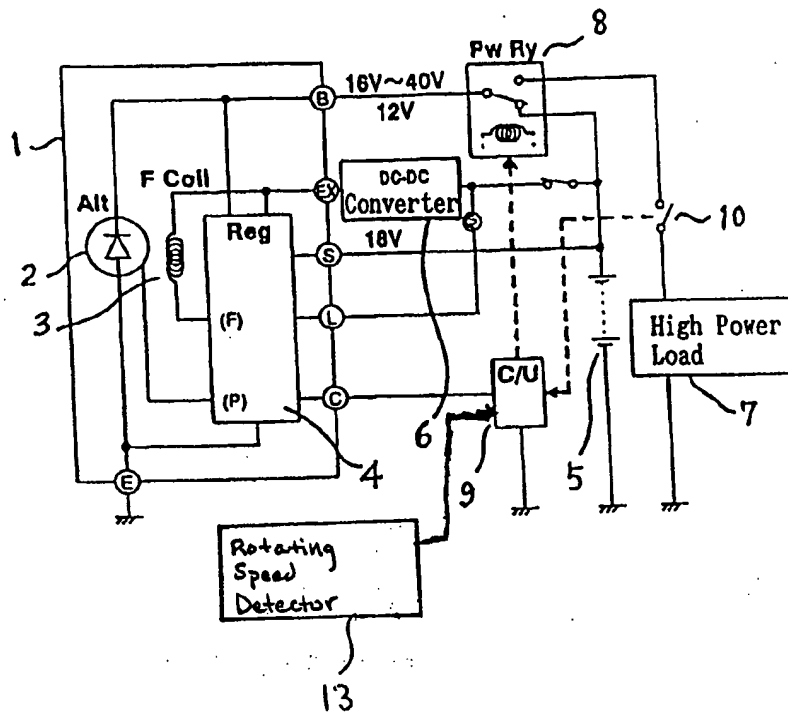 8
Pw Ry
1
16V~40V
B
12V
F Coil
EX
DC-DC
Converter
Alt
Reg
10
2
S
18V
3
(F)
L
High Power
Load
C/U
(P)
C
6
5
7
4
9
E
Rotating
Speed
Detector
13